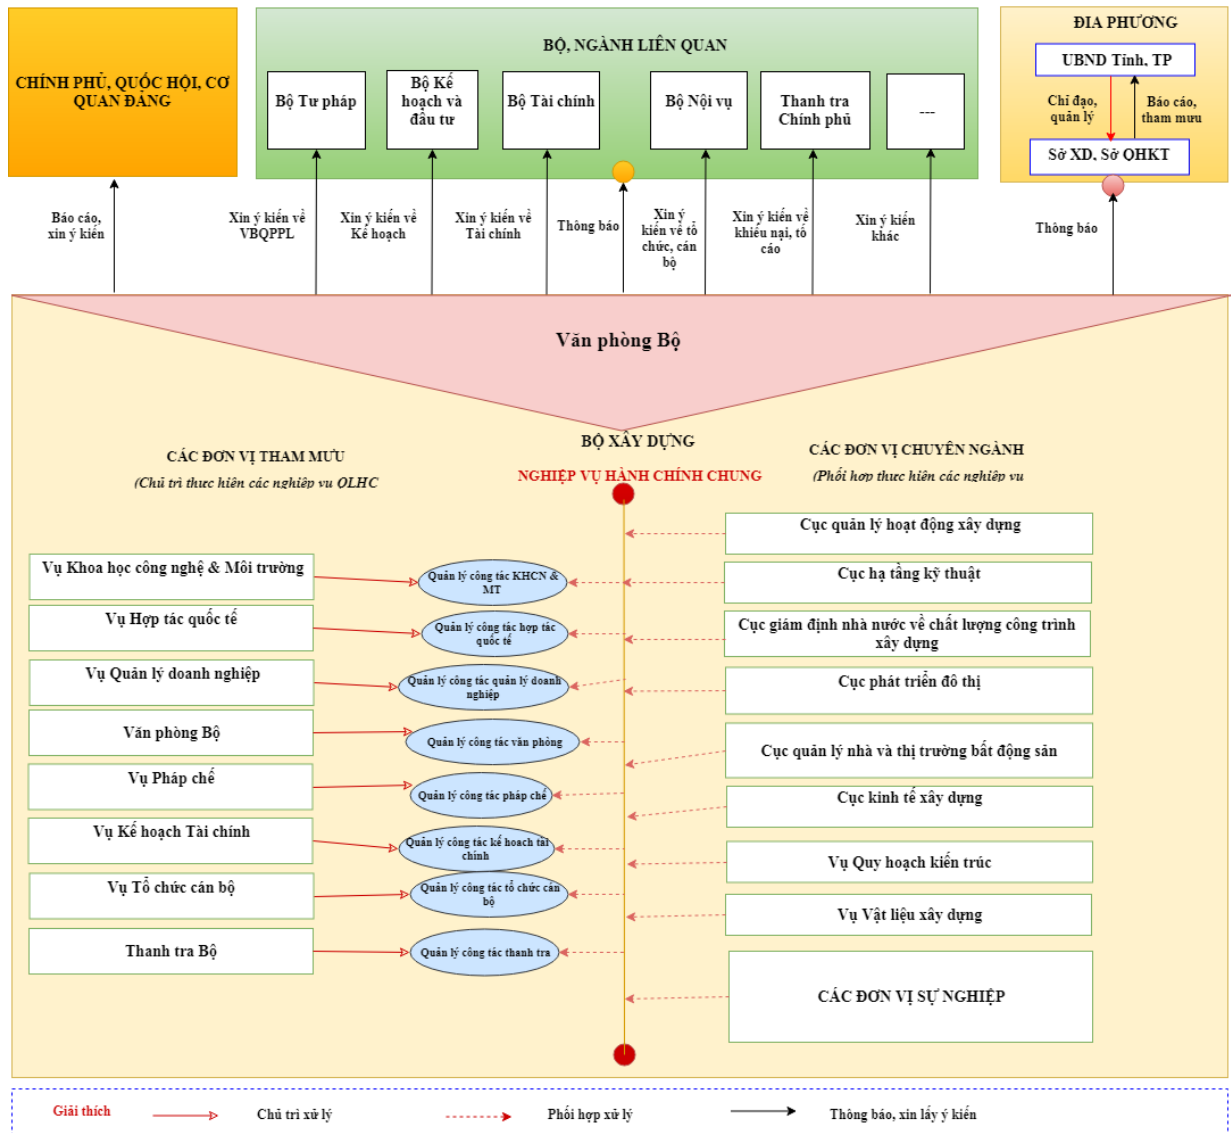 CHÍNH PHỦ, QUỐC HỘI, CƠ
QUAN ĐẢNG
BỘ, NGÀNH LIÊN QUAN
Bộ Tư pháp
Bộ Kế
hoạch và
đầu tư
Bộ Tài chính
Bộ Nội vụ
Thanh tra
Chính phủ
---
ĐỊA PHƯƠNG
UBND Tỉnh, TP
Chỉ đạo,
quản lý
Báo cáo,
tham mưu
Sở XD, Sở QHKT
Báo cáo,
xin ý kiến
Xin ý kiến về
VBQPPL
Xin ý kiến về
Kế hoạch
Xin ý kiến về
Tài chính
Thông báo
Xin ý
kiến về tổ
chức, cán
bộ
Xin ý kiến về
khiếu nại, tố
cáo
Xin ý kiến
khác
Thông báo
Văn phòng Bộ
BỘ XÂY DỰNG
NGHIỆP VỤ HÀNH CHÍNH CHUNG
CÁC ĐƠN VỊ THAM MƯU
(Chủ trì thực hiện các nghiệp vụ QLHC
CÁC ĐƠN VỊ CHUYÊN NGÀNH
(Phối hợp thực hiện các nghiệp vụ
Vụ Khoa học công nghệ & Môi trường
Vụ Hợp tác quốc tế
Vụ Quản lý doanh nghiệp
Văn phòng Bộ
Vụ Pháp chế
Vụ Kế hoạch Tài chính
Vụ Tổ chức cán bộ
Thanh tra Bộ
Quản lý công tác KHCN &
MT
Quản lý công tác hợp tác
quốc tế
Quản lý công tác quản lý doanh
nghiệp
Quản lý công tác văn phòng
Quản lý công tác pháp chế
Quản lý công tác kế hoạch tài
chính
Quản lý công tác tổ chức cán
bộ
Quản lý công tác thanh tra
Cục quản lý hoạt động xây dựng
Cục hạ tầng kỹ thuật
Cục giám định nhà nước về chất lượng công trình
xây dựng
Cục phát triển đô thị
Cục quản lý nhà và thị trường bất động sản
Cục kinh tế xây dựng
Vụ Quy hoạch kiến trúc
Vụ Vật liệu xây dựng
CÁC ĐƠN VỊ SỰ NGHIỆP
Giải thích
Chủ trì xử lý
Phối hợp xử lý
Thông báo, xin lấy ý kiến